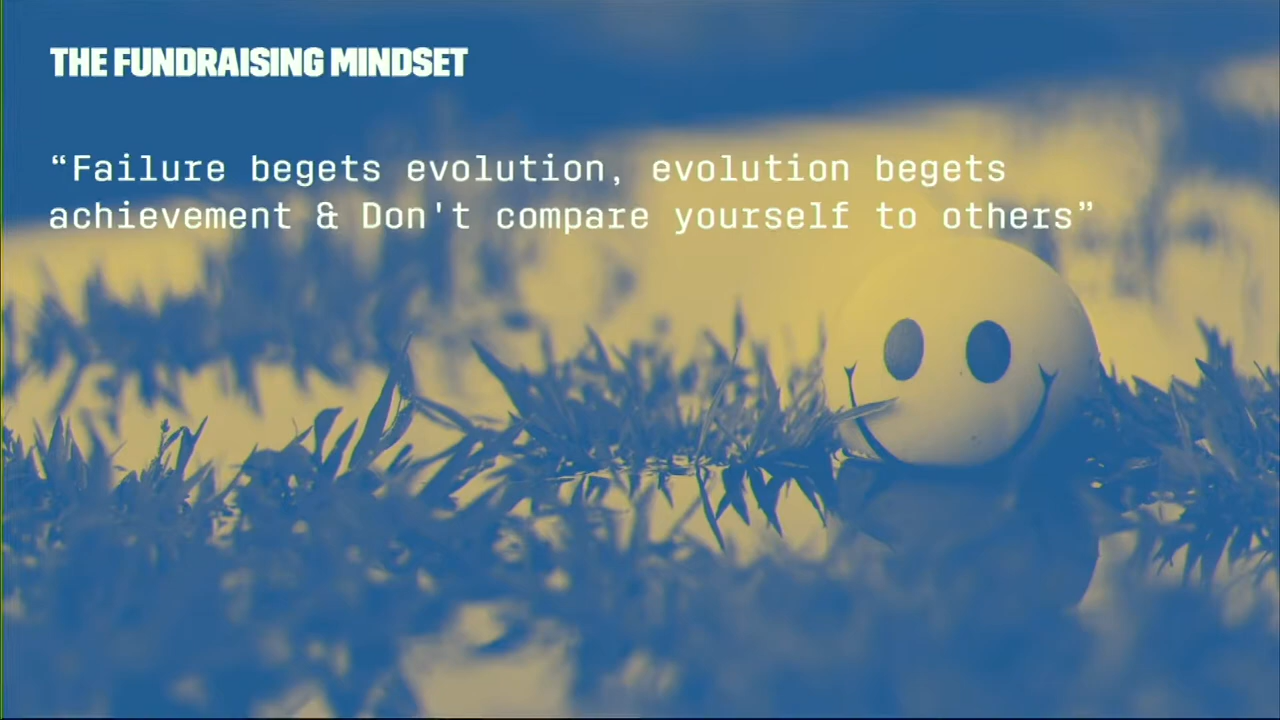 THE FUNDRAISING MINDSET
“Failure begets evolution, evolution begets
achievement & Don't compare yourself to others”